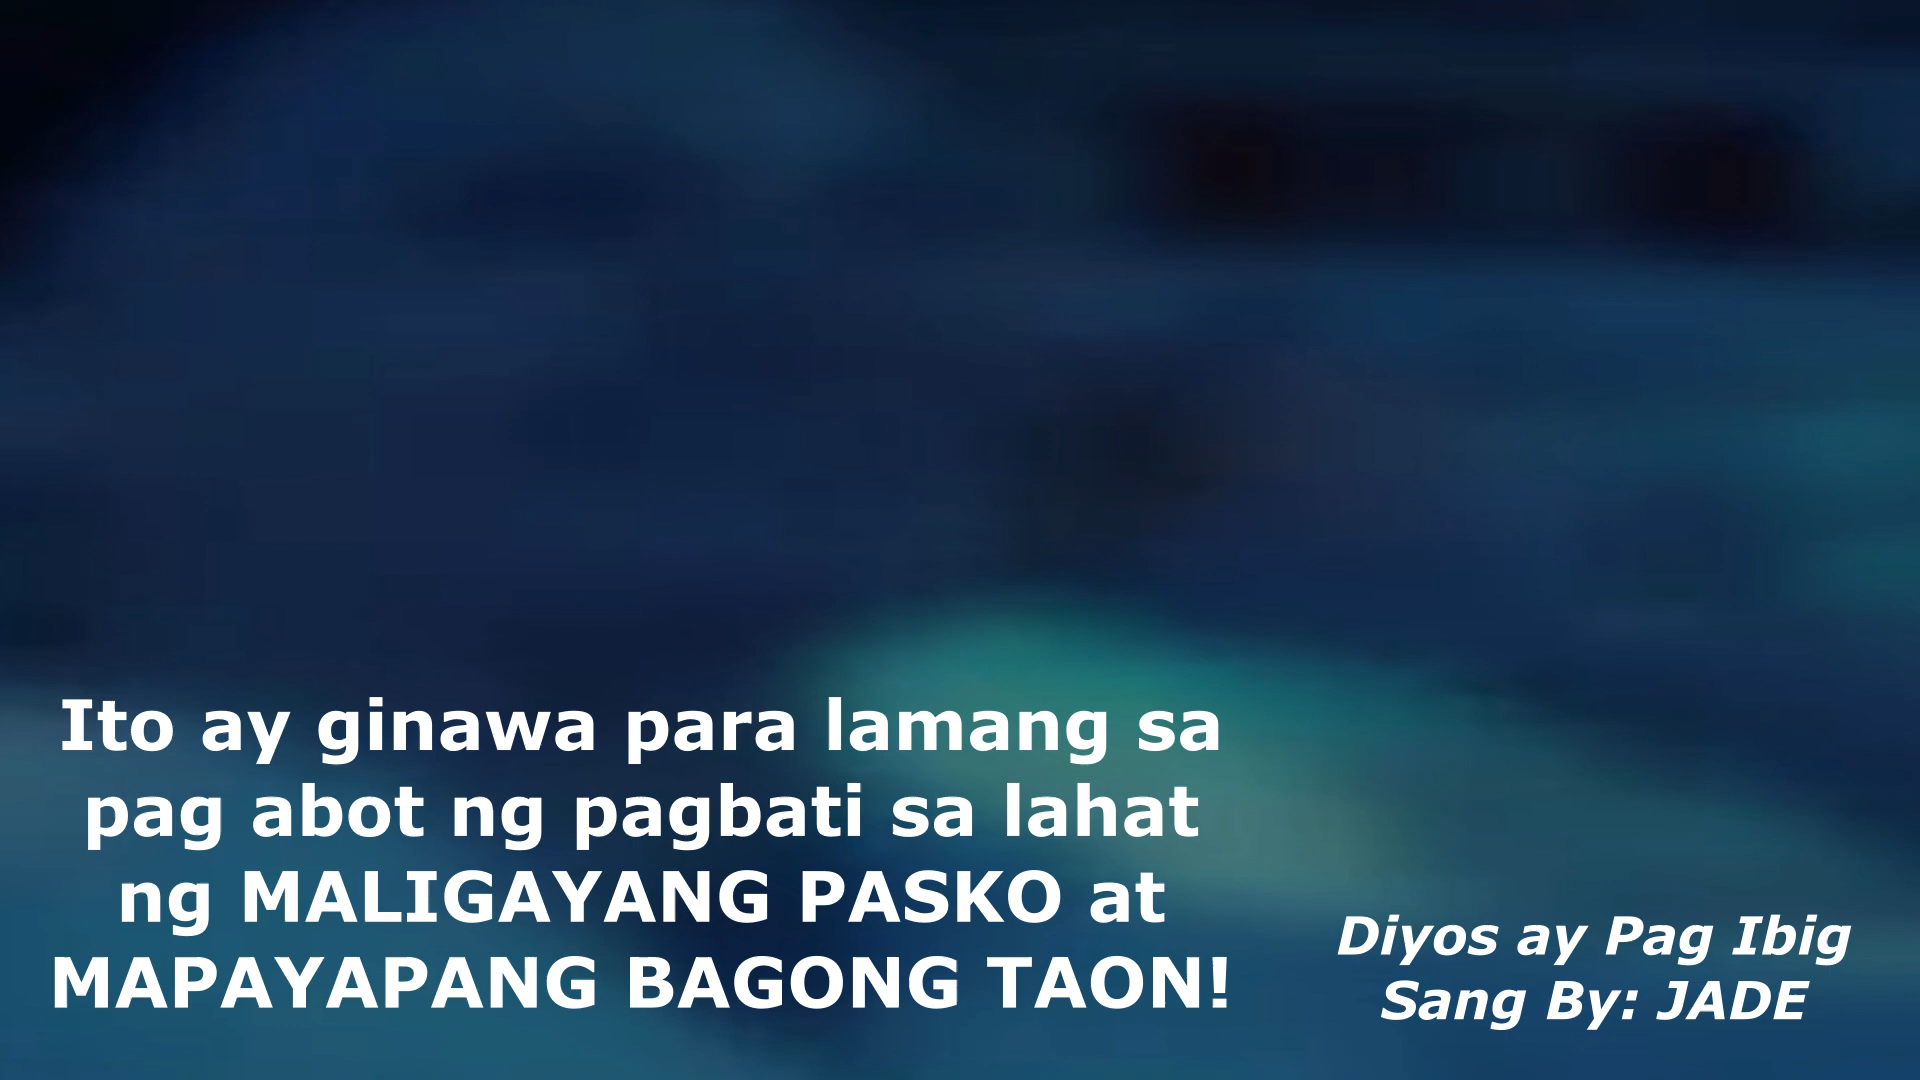 Ito ay ginawa para lamang sa
pag abot ng pagbati sa lahat
ng MALIGAYANG PASKO at
MAPAYAPANG BAGONG TAON!
Diyos ay Pag Ibig
Sang By: JADE